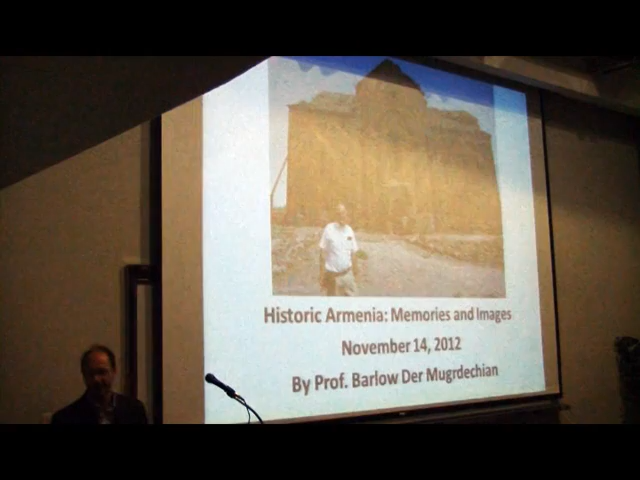 Historic Armenia: Memories and Images
November 14, 2012
By Prof. Barlow Der Mugrdechian